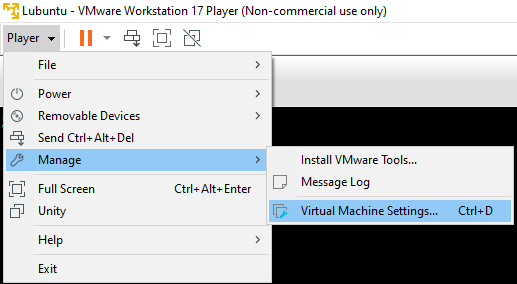 Lubuntu - VMware Workstation 17 Player (Non-commercial use only)
Player
File
Power
Removable Devices
Send Ctrl+Alt+Del
Manage
Install VMware Tools...
Message Log
Full Screen Ctrl+Alt+Enter
Unity
Virtual Machine Settings... Ctrl+D
Help
Exit